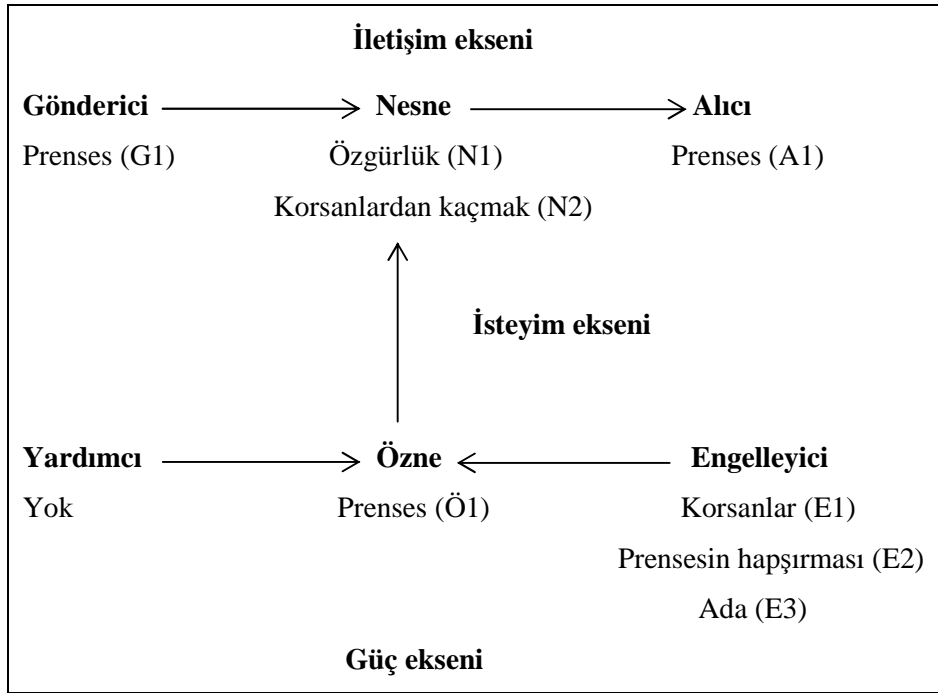 İletişim ekseni
Gönderici Nesne Alıcı
Prenses (G1) Özgürlük (N1) Prenses (A1)
Korsanlardan kaçmak (N2)
İsteyim ekseni
Yardımcı Özne Engelleyici
Yok Prenses (Ö1) Korsanlar (E1)
Prensesin hapşırması (E2)
Ada (E3)
Güç ekseni